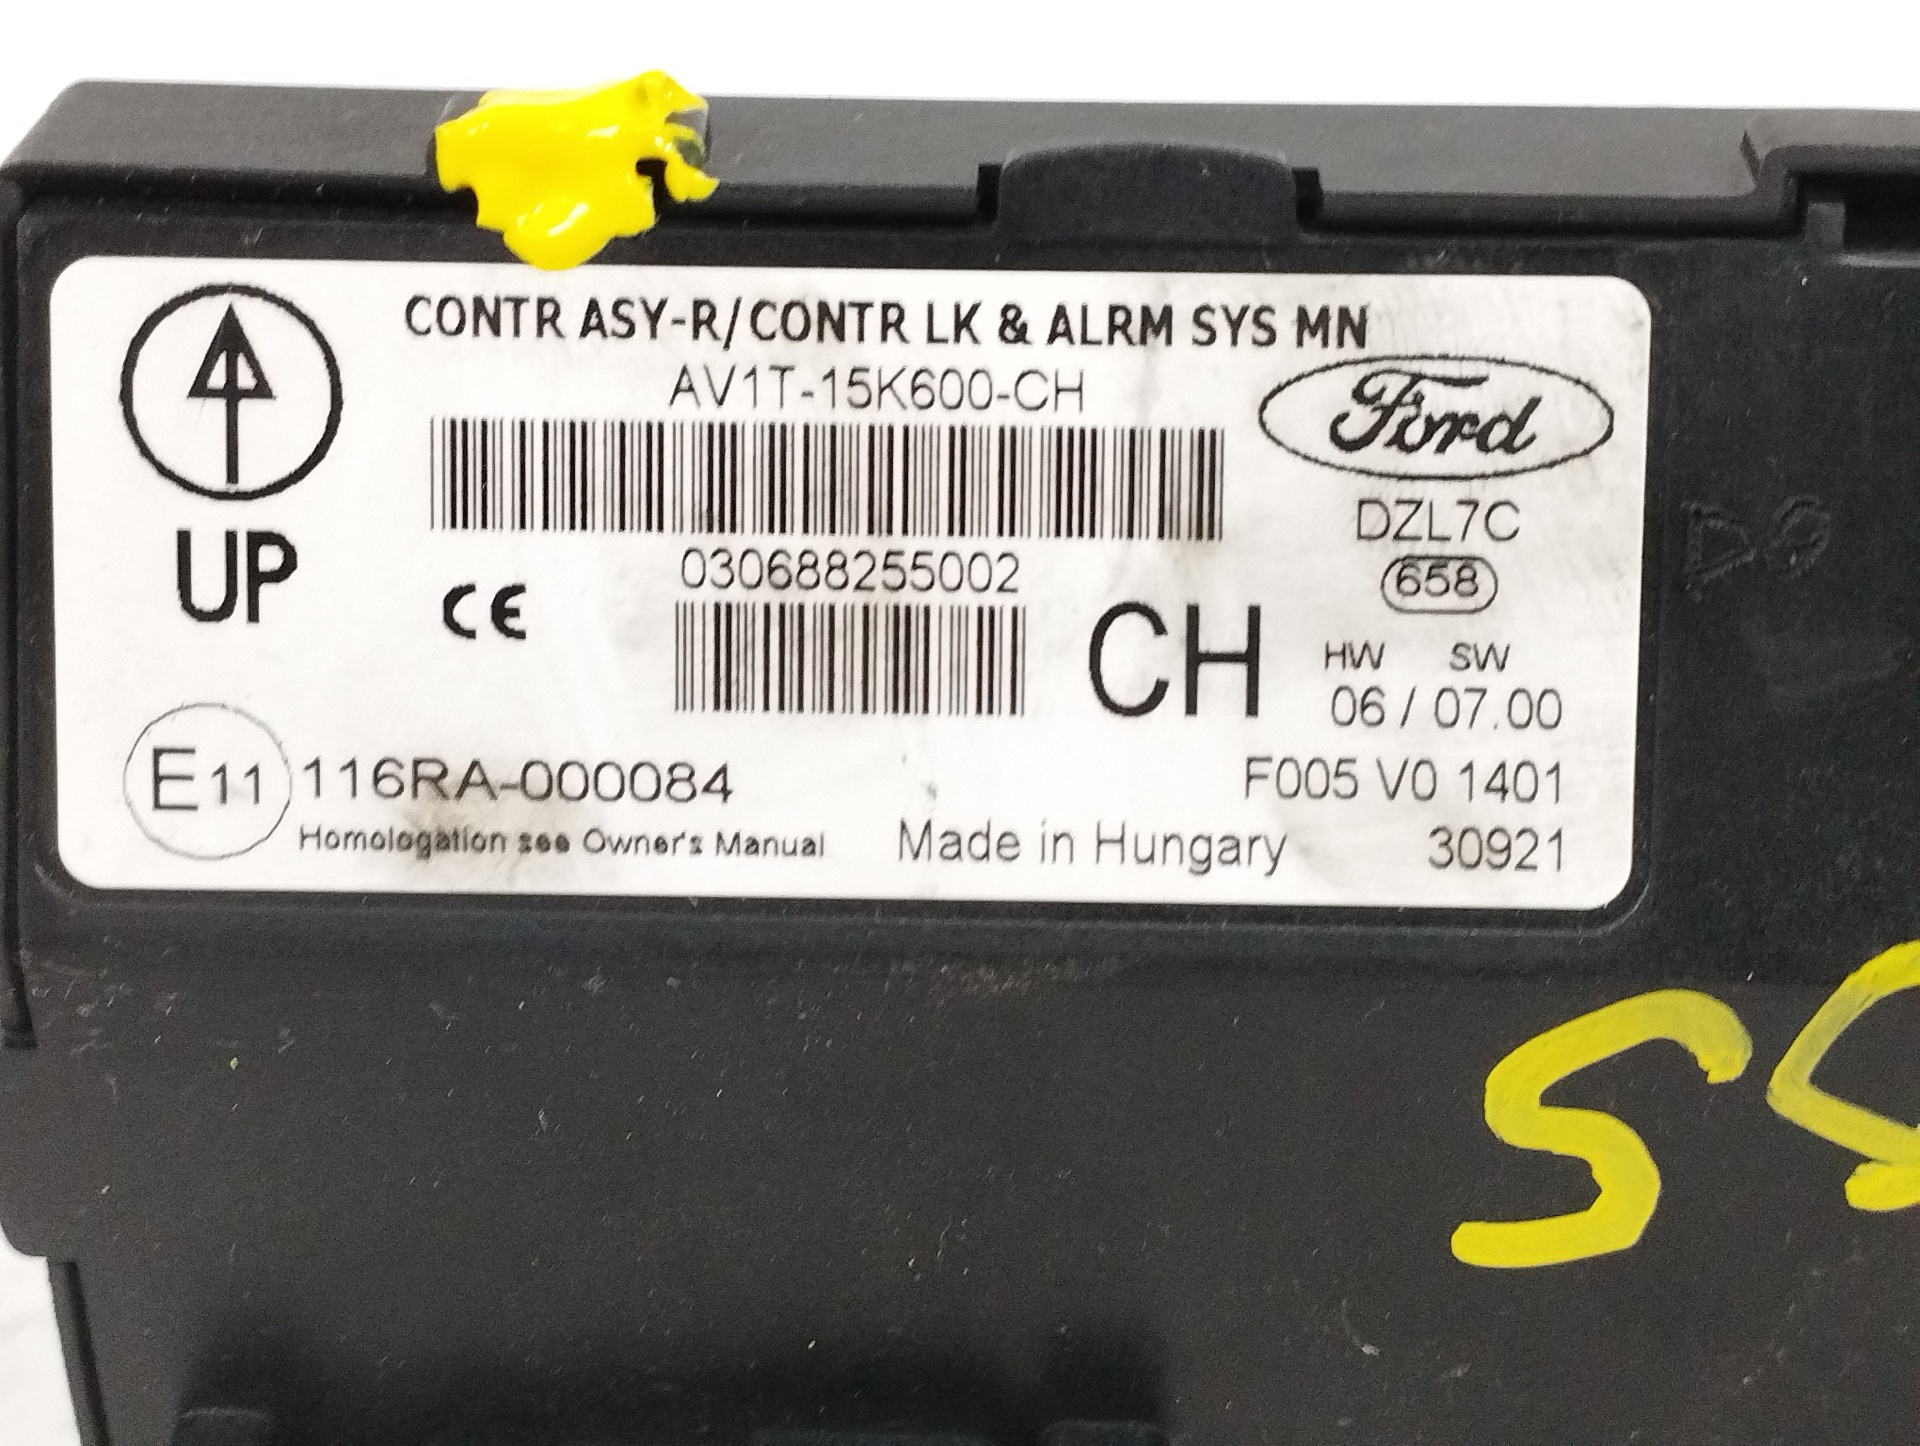 CONTR ASY-R/CONTR LK & ALRM SYS MN
AV1T-15K600-CH
Ford
DZL7C
658
UP
CE
030688255002
CH
HW SW
06 / 07.00
E11 116RA-000084
F005 V0 1401
Homologation see Owner's Manual
Made in Hungary
30921